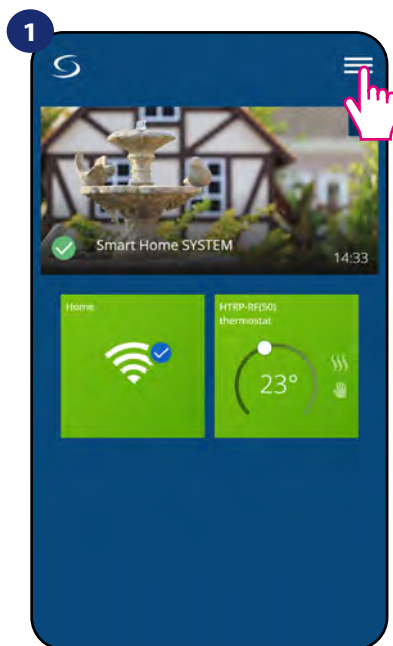 1
Smart Home SYSTEM
14:33
Home
HTRP-RF(50)
thermostat
23°